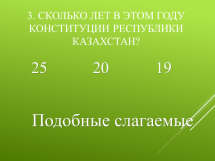 3. СКОЛЬКО ЛЕТ В ЭТОМ ГОДУ
КОНСТИТУЦИИ РЕСПУБЛИКИ
КАЗАХСТАН?
25 20 19
Подобные слагаемые